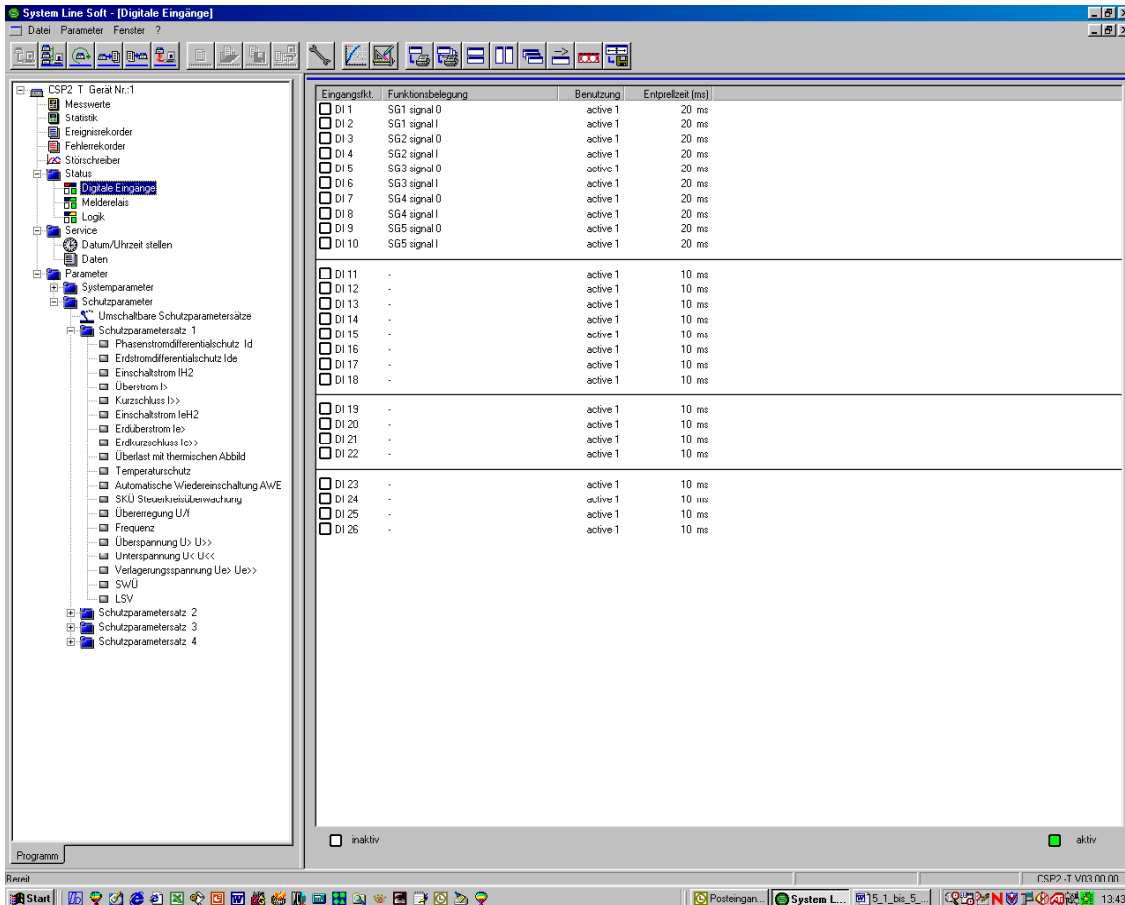 System Line Soft - [Digitale Eingänge]
Datei Parameter Fenster ?
CSP2 T Gerät Nr.:1
Messwerte
Statistik
Ereignisrekorder
Fehlerrekorder
Störschreiber
Status
Digitale Eingänge
Melderelais
Logik
Service
Datum/Uhrzeit stellen
Daten
Parameter
Systemparameter
Schutzparameter
Umschaltbare Schutzparametersätze
Schutzparametersatz 1
Phasenstromdifferentialschutz Id
Erdstromdifferentialschutz Ide
Einschaltstrom IH2
Überstrom I>
Kurzschluss I>>
Einschaltstrom IeH2
Erdüberstrom Ie>
Erdkurzschluss Ie>>
Überlast mit thermischen Abbild
Temperaturschutz
Automatische Wiedereinschaltung AWE
SKÜ Steuerkreisüberwachung
Übererregung U/f
Frequenz
Überspannung U> U>>
Unterspannung U< U<<
Verlagerungsspannung Ue> Ue>>
SWÜ
LSV
Schutzparametersatz 2
Schutzparametersatz 3
Schutzparametersatz 4
Programm
Eingangsfkt. Funktionsbelegung Benutzung Entprellzeit (ms)
DI 1 SG1 signal 0 active 1 20 ms
DI 2 SG1 signal I active 1 20 ms
DI 3 SG2 signal 0 active 1 20 ms
DI 4 SG2 signal I active 1 20 ms
DI 5 SG3 signal 0 active 1 20 ms
DI 6 SG3 signal I active 1 20 ms
DI 7 SG4 signal 0 active 1 20 ms
DI 8 SG4 signal I active 1 20 ms
DI 9 SG5 signal 0 active 1 20 ms
DI 10 SG5 signal I active 1 20 ms
DI 11 - active 1 10 ms
DI 12 - active 1 10 ms
DI 13 - active 1 10 ms
DI 14 - active 1 10 ms
DI 15 - active 1 10 ms
DI 16 - active 1 10 ms
DI 17 - active 1 10 ms
DI 18 - active 1 10 ms
DI 19 - active 1 10 ms
DI 20 - active 1 10 ms
DI 21 - active 1 10 ms
DI 22 - active 1 10 ms
DI 23 - active 1 10 ms
DI 24 - active 1 10 ms
DI 25 - active 1 10 ms
DI 26 - active 1 10 ms
inaktiv aktiv
Bereit CSP2 -T V03.00.00
Start Posteingan... System L... 5_1_bis_5_... 13:43